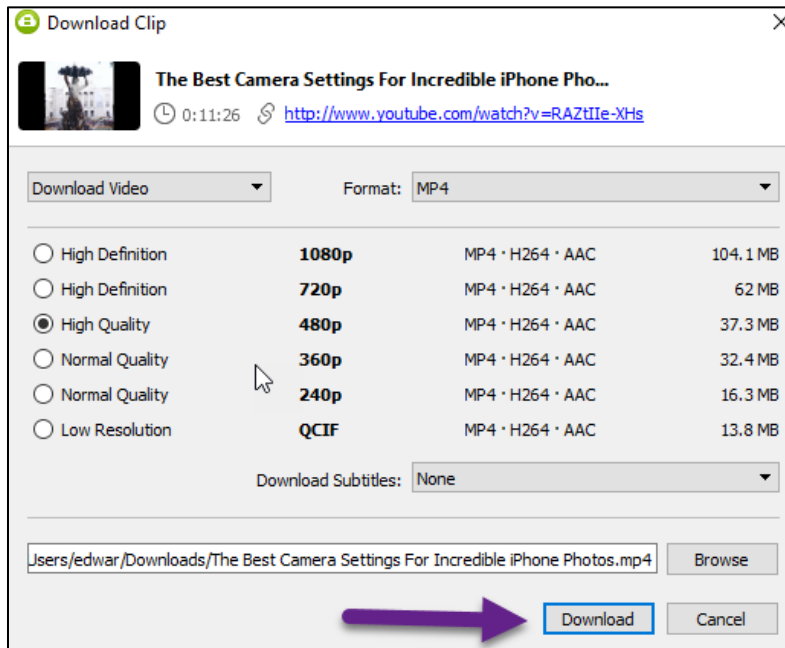 Download Clip
The Best Camera Settings For Incredible iPhone Pho...
0:11:26 http://www.youtube.com/watch?v=RAZtIIe-XHs
Download Video Format: MP4
High Definition 1080p MP4 · H264 · AAC 104.1 MB
High Definition 720p MP4 · H264 · AAC 62 MB
High Quality 480p MP4 · H264 · AAC 37.3 MB
Normal Quality 360p MP4 · H264 · AAC 32.4 MB
Normal Quality 240p MP4 · H264 · AAC 16.3 MB
Low Resolution QCIF MP4 · H264 · AAC 13.8 MB
Download Subtitles: None
Users/edwar/Downloads/The Best Camera Settings For Incredible iPhone Photos.mp4 Browse
Download Cancel